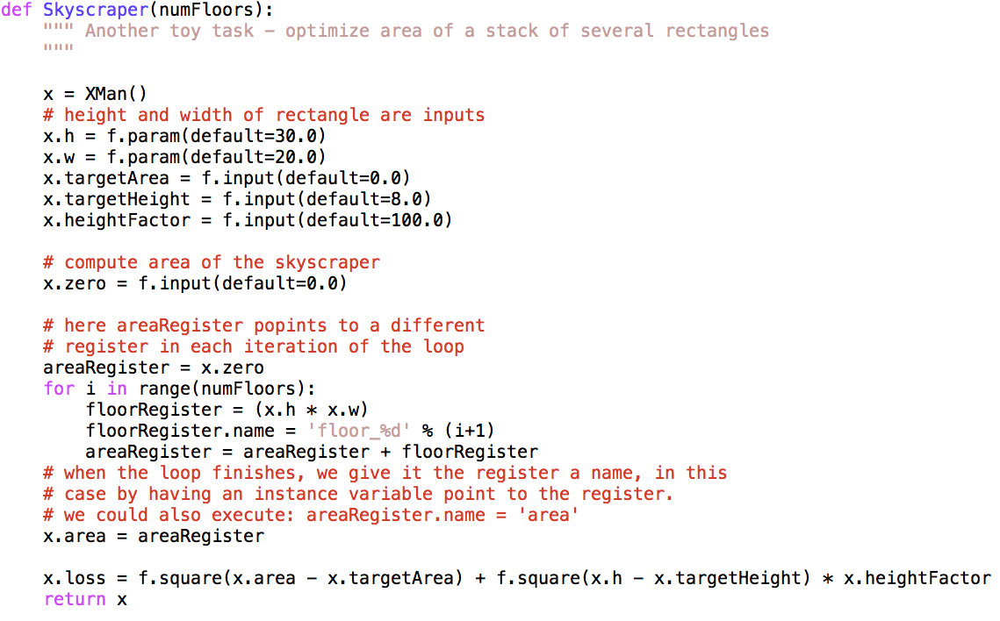 def Skyscraper(numFloors):
    """ Another toy task - optimize area of a stack of several rectangles
    """

    x = XMan()
    # height and width of rectangle are inputs
    x.h = f.param(default=30.0)
    x.w = f.param(default=20.0)
    x.targetArea = f.input(default=0.0)
    x.targetHeight = f.input(default=8.0)
    x.heightFactor = f.input(default=100.0)

    # compute area of the skyscraper
    x.zero = f.input(default=0.0)

    # here areaRegister popints to a different
    # register in each iteration of the loop
    areaRegister = x.zero
    for i in range(numFloors):
        floorRegister = (x.h * x.w)
        floorRegister.name = 'floor_%d' % (i+1)
        areaRegister = areaRegister + floorRegister
    # when the loop finishes, we give it the register a name, in this
    # case by having an instance variable point to the register.
    # we could also execute: areaRegister.name = 'area'
    x.area = areaRegister

    x.loss = f.square(x.area - x.targetArea) + f.square(x.h - x.targetHeight) * x.heightFactor
    return x